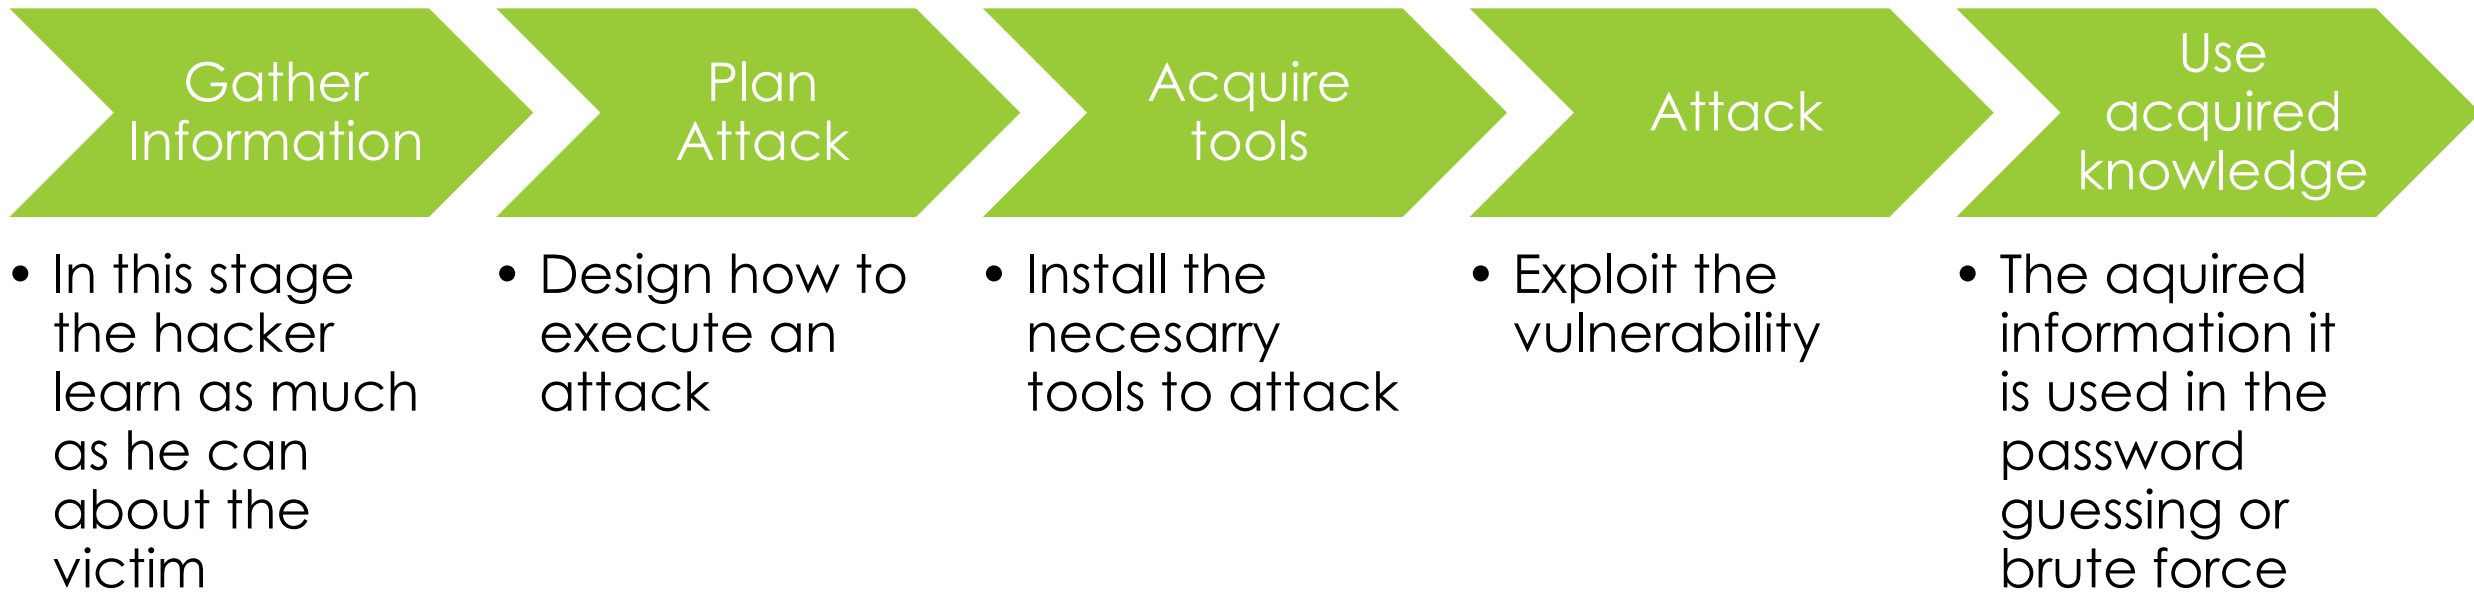 Gather
Information
Plan
Attack
Acquire
tools
Attack
Use
acquired
knowledge
• In this stage
the hacker
learn as much
as he can
about the
victim
• Design how to
execute an
attack
• Install the
necesarry
tools to attack
• Exploit the
vulnerability
• The aquired
information it
is used in the
password
guessing or
brute force